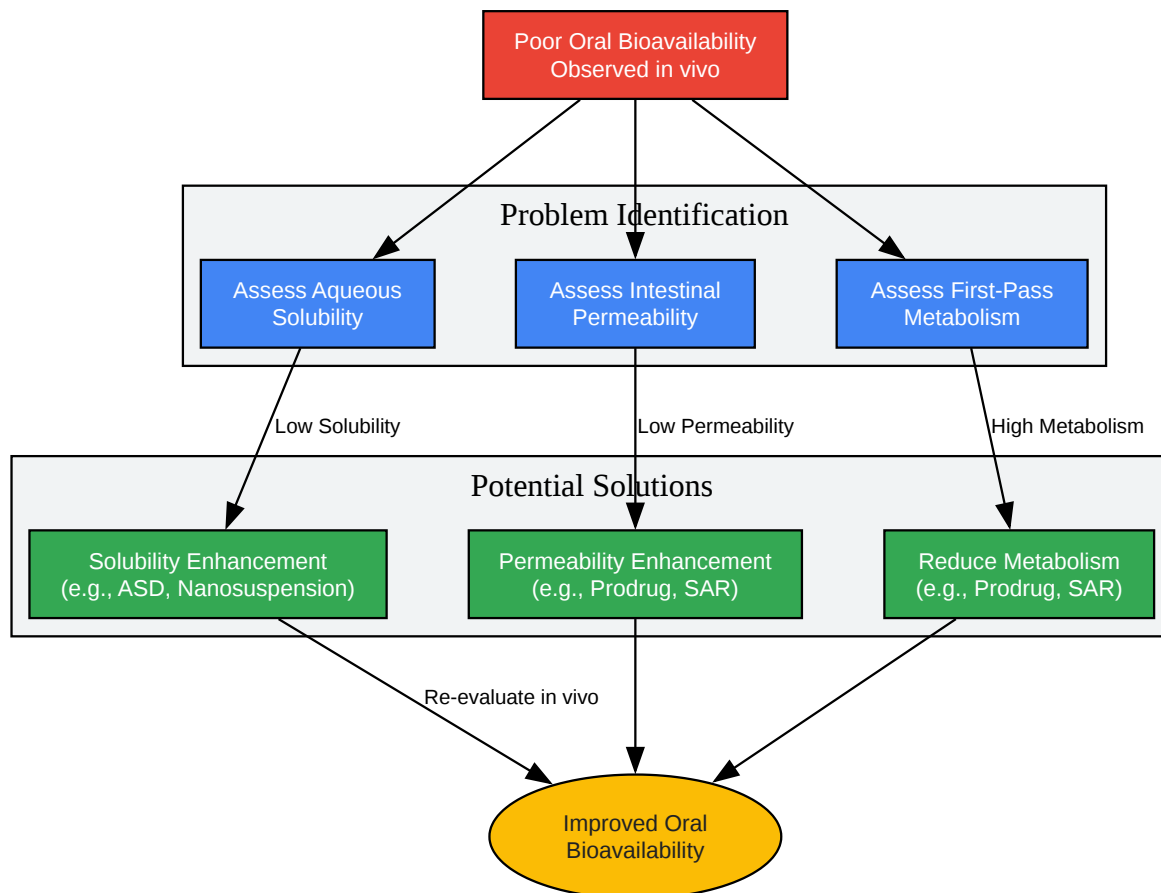 Poor Oral Bioavailability
Observed in vivo
Problem Identification
Assess Aqueous
Solubility
Assess Intestinal
Permeability
Assess First-Pass
Metabolism
Low Solubility
Low Permeability
High Metabolism
Potential Solutions
Solubility Enhancement
(e.g., ASD, Nanosuspension)
Permeability Enhancement
(e.g., Prodrug, SAR)
Reduce Metabolism
(e.g., Prodrug, SAR)
Re-evaluate in vivo
Improved Oral
Bioavailability